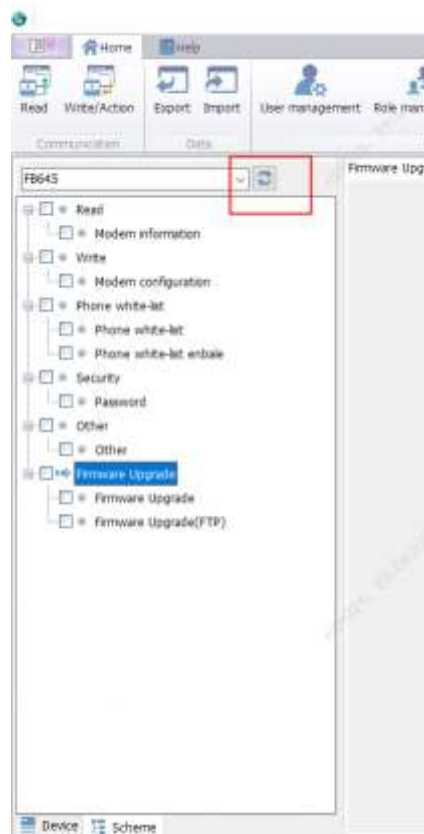 Home Help
Read Write/Action Export Import User management Role man
Communication Data
FB645 Firmware Upg
Read
Modem information
Write
Modem configuration
Phone white-list
Phone white-list
Phone white-list enbale
Security
Password
Other
Other
Firmware Upgrade
Firmware Upgrade
Firmware Upgrade(FTP)
Device Scheme